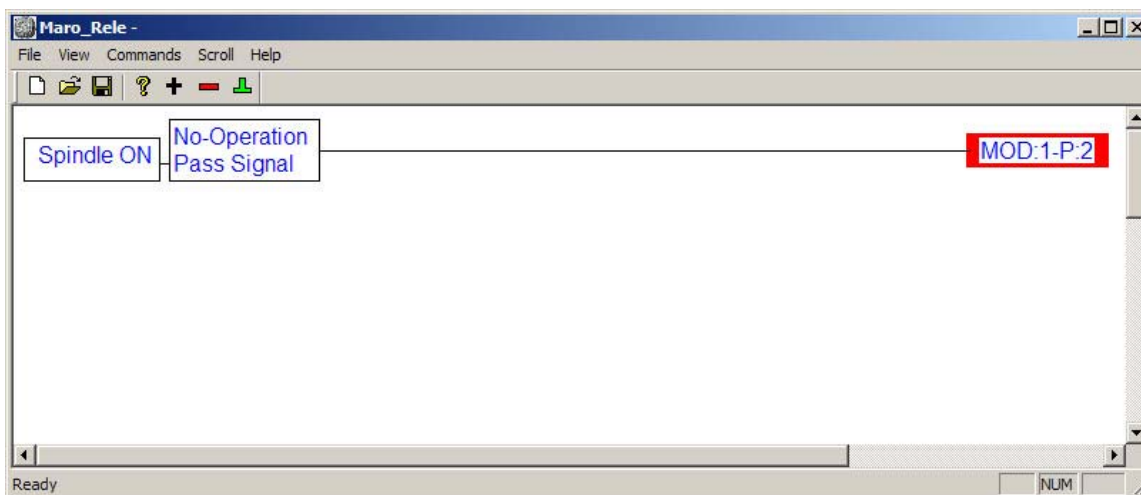 Maro_Rele -
File View Commands Scroll Help
No-Operation
Spindle ON
Pass Signal
MOD:1-P:2
Ready
NUM